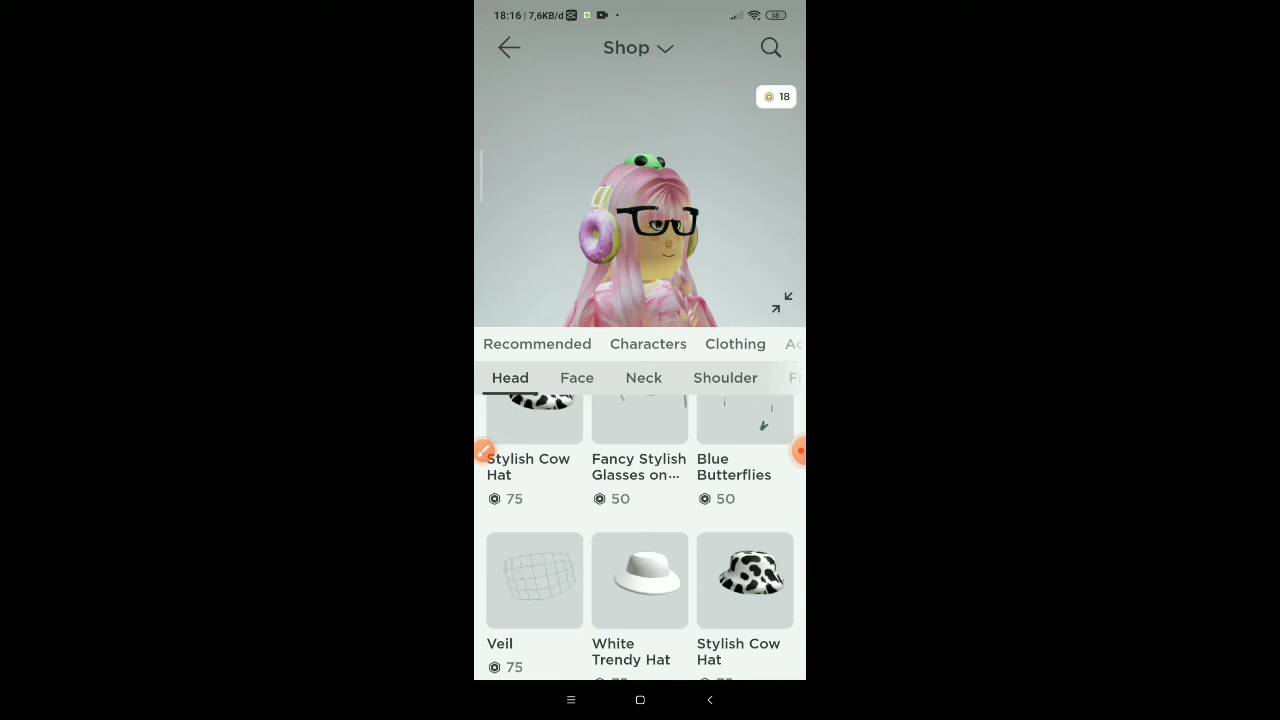 18:16 | 7,6KB/d
58
Shop
18
Recommended Characters Clothing
Head Face Neck Shoulder
Stylish Cow Hat
Fancy Stylish Glasses on...
Blue Butterflies
75
50
50
Veil
White Trendy Hat
Stylish Cow Hat
75